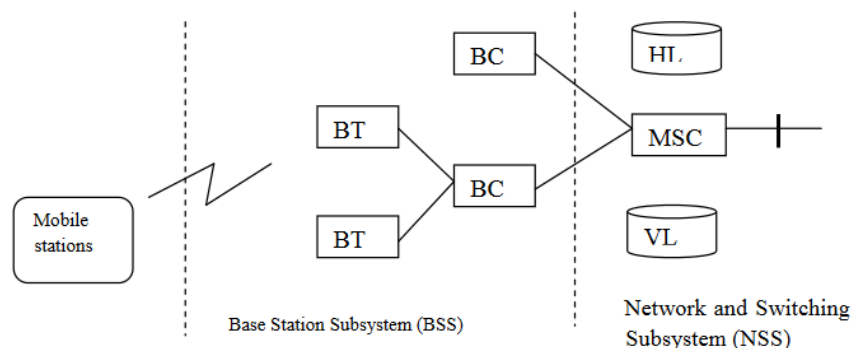 BC
HL
BT
MSC
BC
Mobile
stations
BT
VL
Base Station Subsystem (BSS)
Network and Switching
Subsystem (NSS)